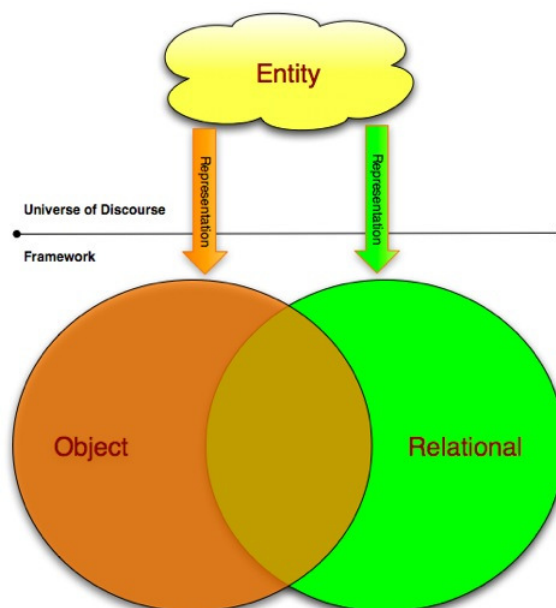 Entity
Representation
Representation
Universe of Discourse
Framework
Object
Relational